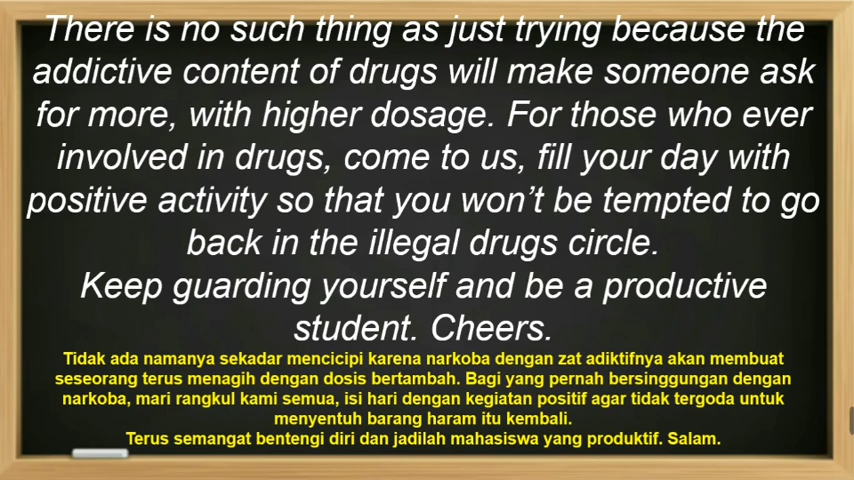 There is no such thing as just trying because the
addictive content of drugs will make someone ask
for more, with higher dosage. For those who ever
involved in drugs, come to us, fill your day with
positive activity so that you won't be tempted to go
back in the illegal drugs circle.
Keep guarding yourself and be a productive
student. Cheers.
Tidak ada namanya sekadar mencicipi karena narkoba dengan zat adiktifnya akan membuat
seseorang terus menagih dengan dosis bertambah. Bagi yang pernah bersinggungan dengan
narkoba, mari rangkul kami semua, isi hari dengan kegiatan positif agar tidak tergoda untuk
menyentuh barang haram itu kembali.
Terus semangat bentengi diri dan jadilah mahasiswa yang produktif. Salam.